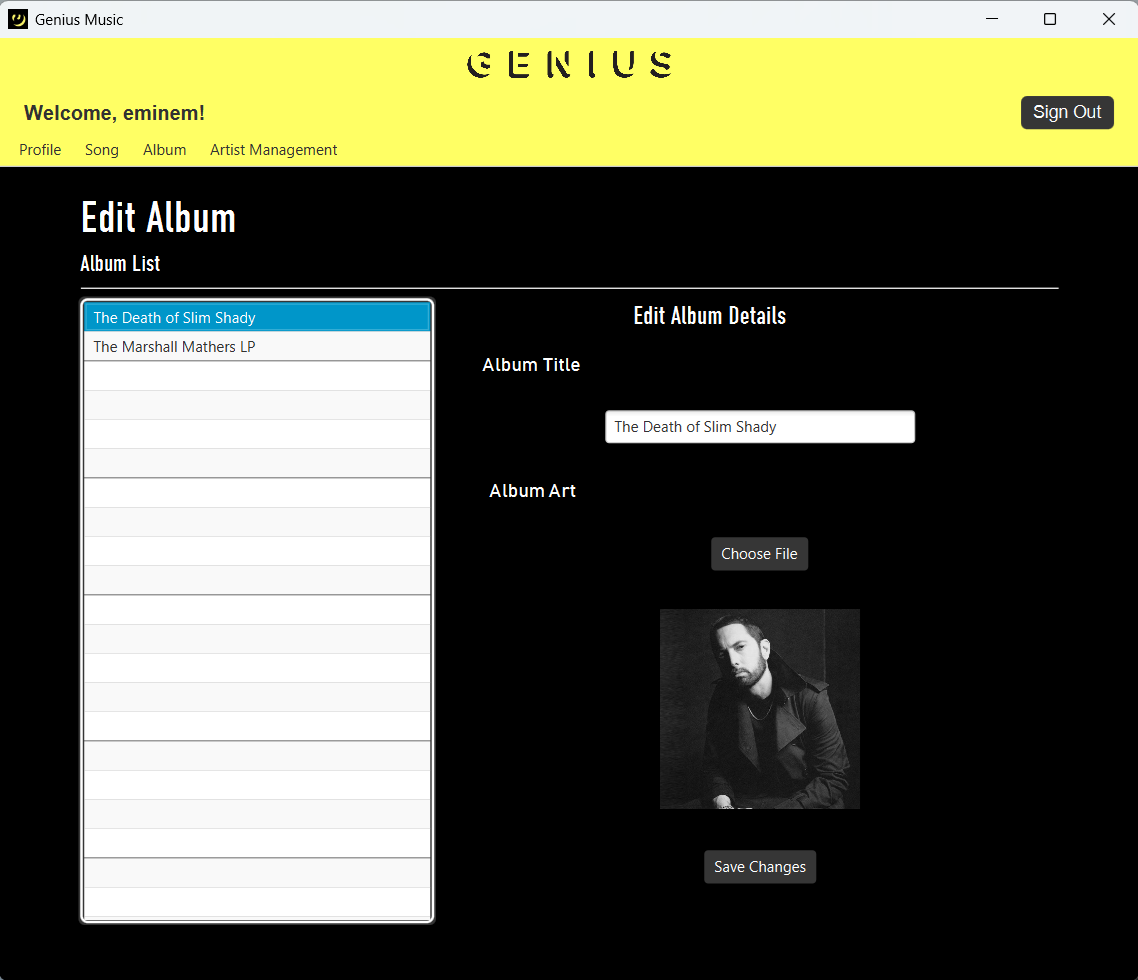 Genius Music
GENIUS
Welcome, eminem!
Sign Out
Profile Song Album Artist Management
Edit Album
Album List
The Death of Slim Shady
The Marshall Mathers LP
Edit Album Details
Album Title
The Death of Slim Shady
Album Art
Choose File
Save Changes